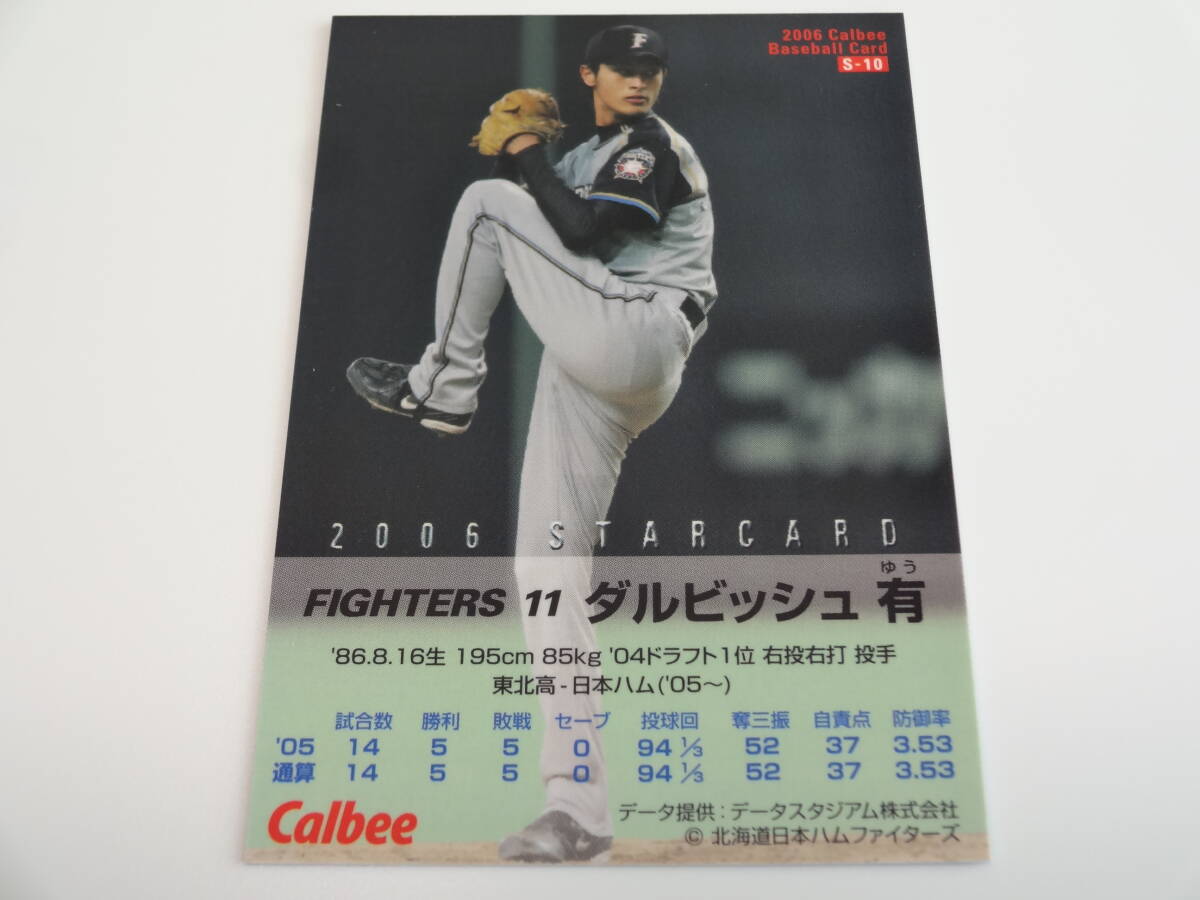 2006 Calbee
Baseball Card
S-10
F
2006 STARCARD
ゆう
FIGHTERS 11 ダルビッシュ 有
'86.8.16生 195cm 85kg '04ドラフト1位 右投右打 投手
東北高-日本ハム('05〜)
試合数 勝利 敗戦 セーブ 投球回 奪三振 自責点 防御率
'05 14 5 5 0 94 ⅓ 52 37 3.53
通算 14 5 5 0 94 ⅓ 52 37 3.53
Calbee
データ提供：データスタジアム株式会社
© 北海道日本ハムファイターズ